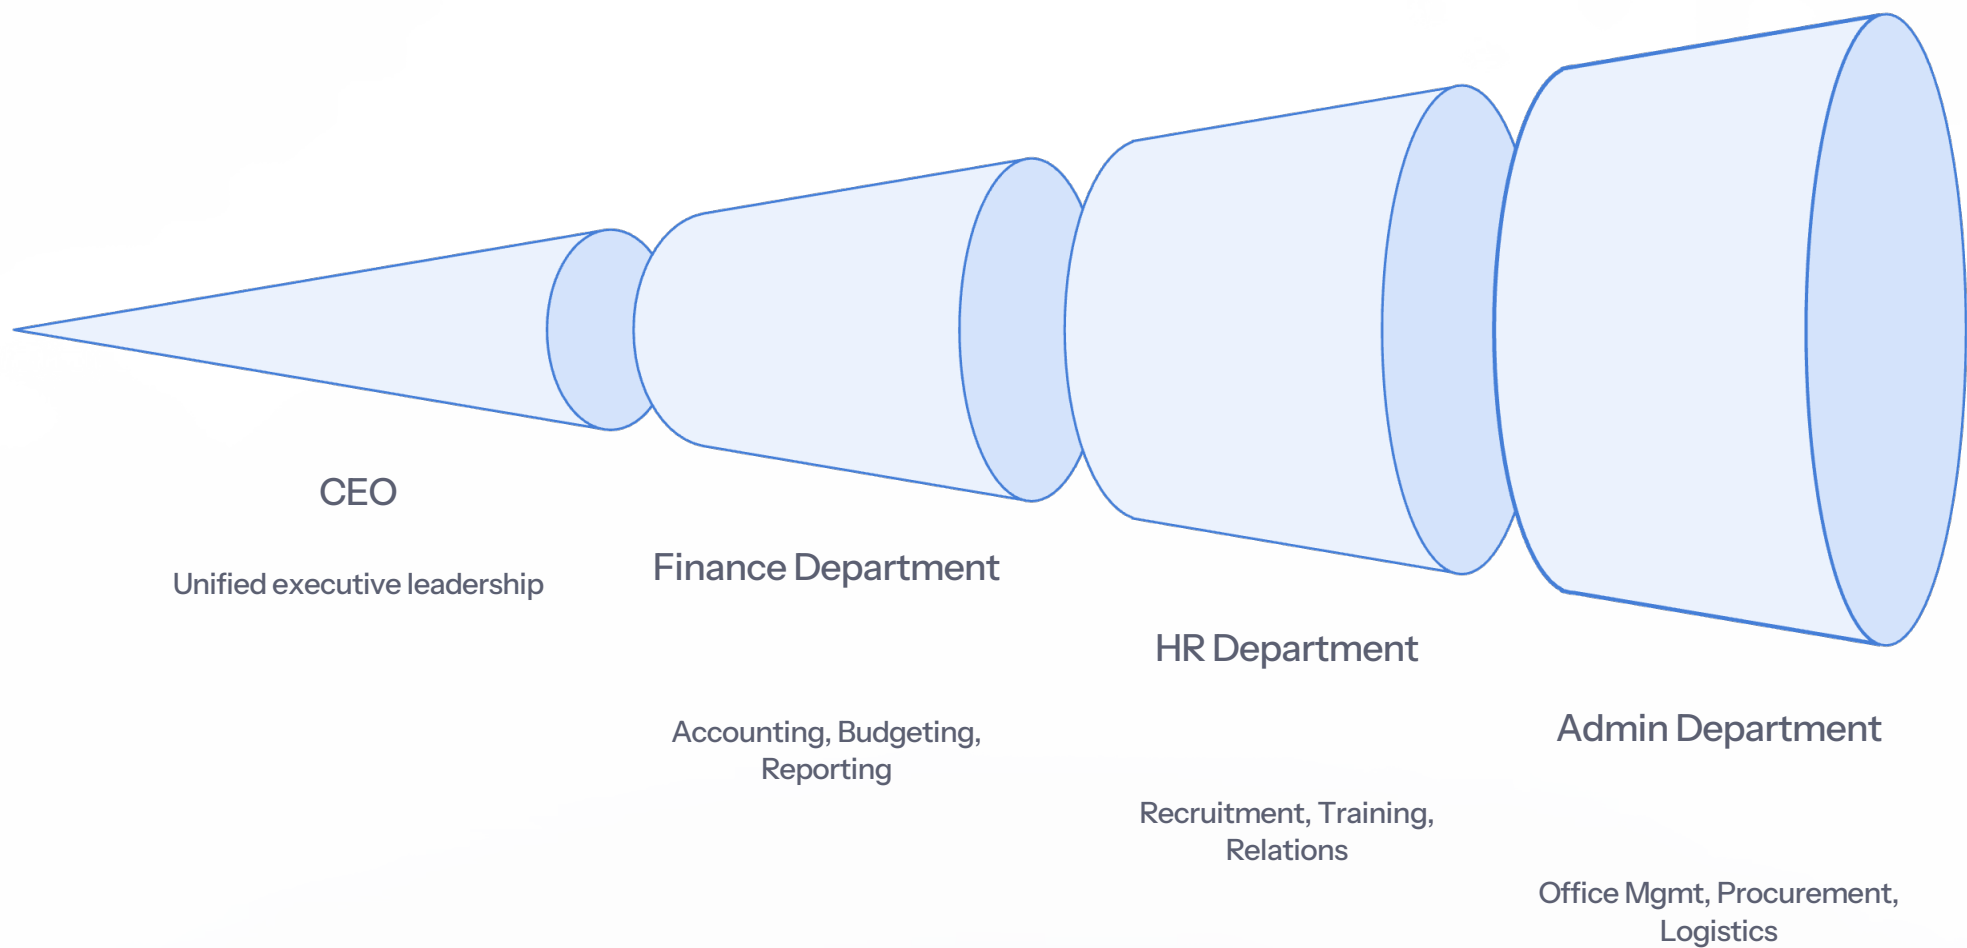 CEO
Unified executive leadership
Finance Department
Accounting, Budgeting,
Reporting
HR Department
Recruitment, Training,
Relations
Admin Department
Office Mgmt, Procurement,
Logistics